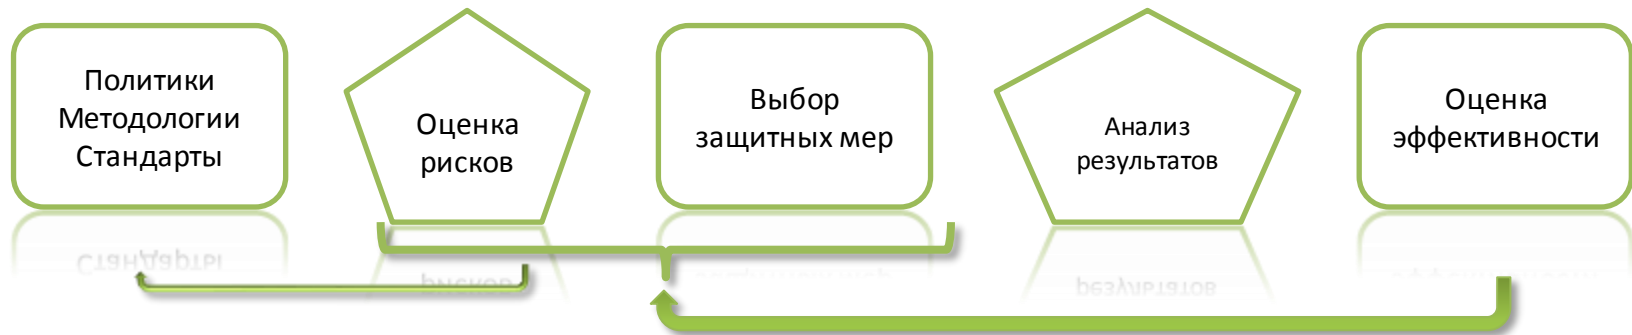 Политики
Методологии
Стандарты
Оценка
рисков
Выбор
защитных мер
Анализ
результатов
Оценка
эффективности